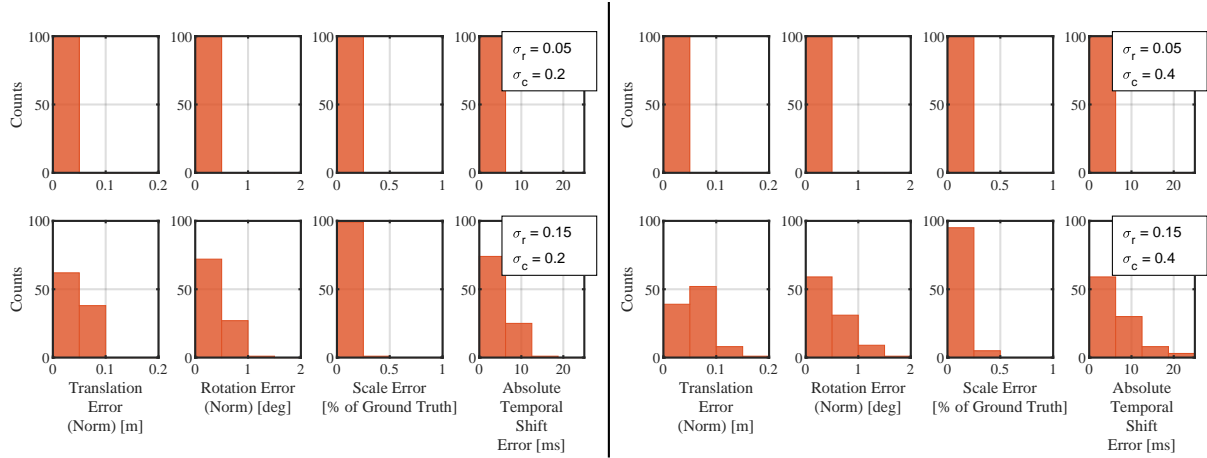 100
50
0
Counts
0 0.1 0.2
100
50
0
0 1 2
100
50
0
0 0.5 1
100
50
0
0 10 20
σr = 0.05
σc = 0.2
100
50
0
Counts
0 0.1 0.2
100
50
0
0 1 2
100
50
0
0 0.5 1
100
50
0
0 10 20
σr = 0.05
σc = 0.4
100
50
0
Counts
0 0.1 0.2
Translation
Error
(Norm) [m]
100
50
0
0 1 2
Rotation Error
(Norm) [deg]
100
50
0
0 0.5 1
Scale Error
[% of Ground Truth]
100
50
0
0 10 20
Absolute
Temporal
Shift
Error [ms]
σr = 0.15
σc = 0.2
100
50
0
Counts
0 0.1 0.2
Translation
Error
(Norm) [m]
100
50
0
0 1 2
Rotation Error
(Norm) [deg]
100
50
0
0 0.5 1
Scale Error
[% of Ground Truth]
100
50
0
0 10 20
Absolute
Temporal
Shift
Error [ms]
σr = 0.15
σc = 0.4